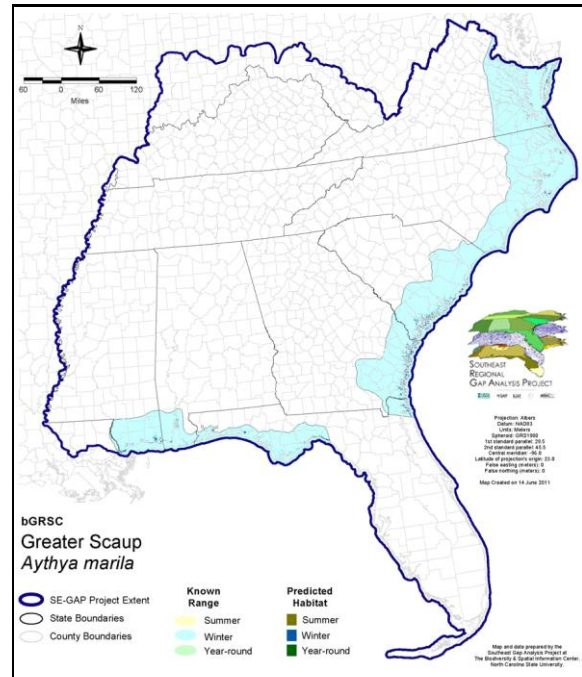 N
60 30 0 60 120
Miles
SOUTHEAST
REGIONAL
GAP ANALYSIS PROJECT
Projection: Albers
Datum: NAD83
Units: Meters
Spheroid: GRS1980
1st standard parallel: 29.5
2nd standard parallel: 45.5
Central meridian: -96.0
Latitude of projection's origin: 23.0
False easting (meters): 0
False northing (meters): 0
Map Created on 14 June 2011
bGRSC
Greater Scaup
Aythya marila
SE-GAP Project Extent
State Boundaries
County Boundaries
Known
Range
Summer
Winter
Year-round
Predicted
Habitat
Summer
Winter
Year-round
Map and data prepared by the
Southeast Gap Analysis Project at
The Biodiversity & Spatial Information Center,
North Carolina State University.